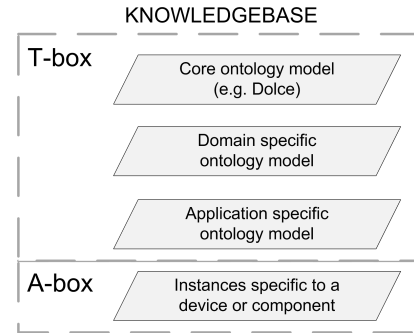 KNOWLEDGEBASE
T-box
Core ontology model
(e.g. Dolce)
Domain specific
ontology model
Application specific
ontology model
A-box
Instances specific to a
device or component